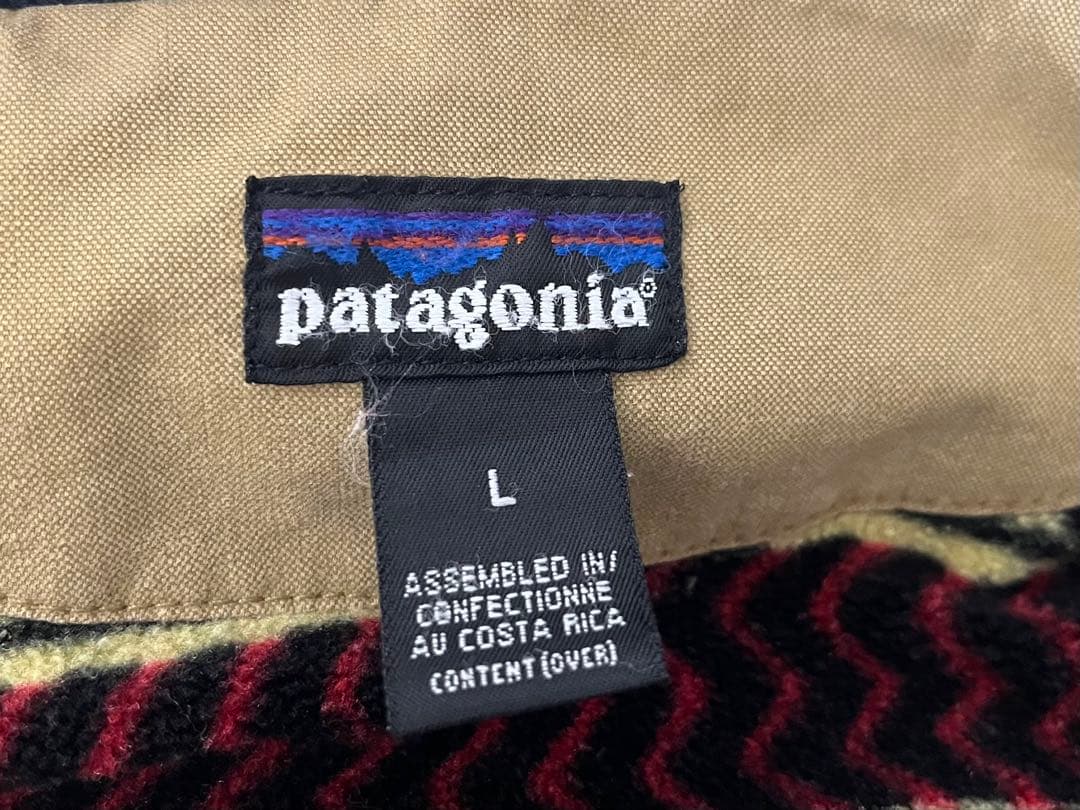 patagonia®
L
ASSEMBLED IN/
CONFECTIONNE
AU COSTA RICA
CONTENT (OVER)